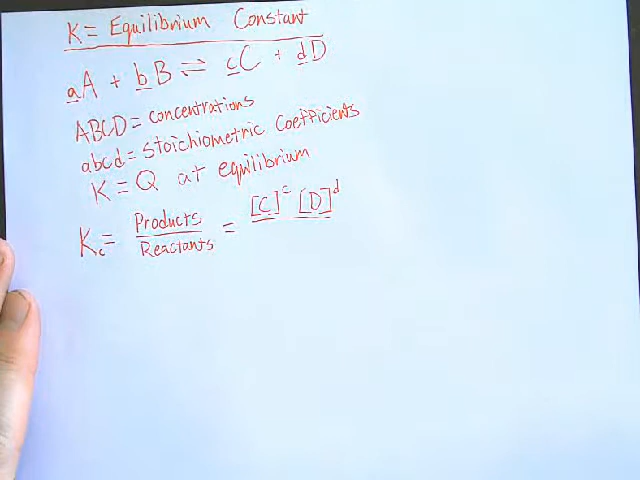 K = Equilibrium Constant
aA + bB ⇌ cC + dD
ABCD = concentrations
abcd = Stoichiometric Coefficients
K = Q at equilibrium
Kc = Products / Reactants = [C]^c [D]^d